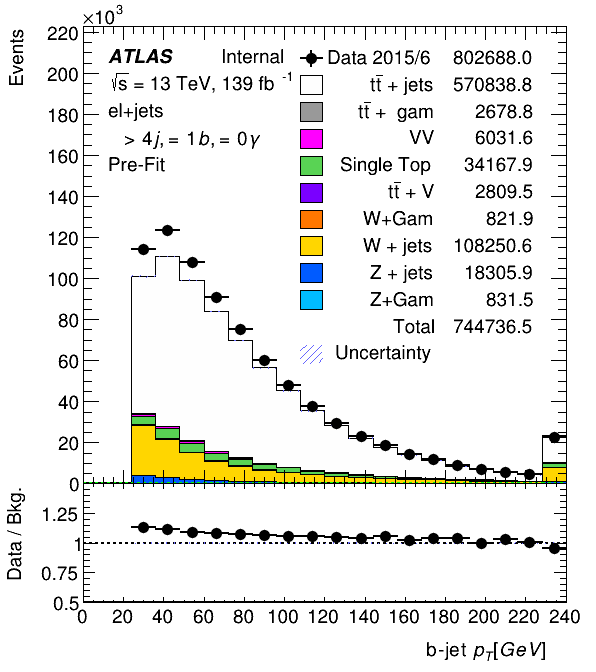 ×10³
Events
220
200
180
160
140
120
100
80
60
40
20
0
ATLAS Internal
√s = 13 TeV, 139 fb⁻¹
el+jets
> 4j, = 1b, = 0γ
Pre-Fit
Data 2015/6 802688.0
tt̄ + jets 570838.8
tt̄ + gam 2678.8
VV 6031.6
Single Top 34167.9
tt̄ + V 2809.5
W+Gam 821.9
W + jets 108250.6
Z + jets 18305.9
Z+Gam 831.5
Total 744736.5
Uncertainty
Data / Bkg.
1.25
1
0.75
0.5
0 20 40 60 80 100 120 140 160 180 200 220 240
b-jet p_T[GeV]